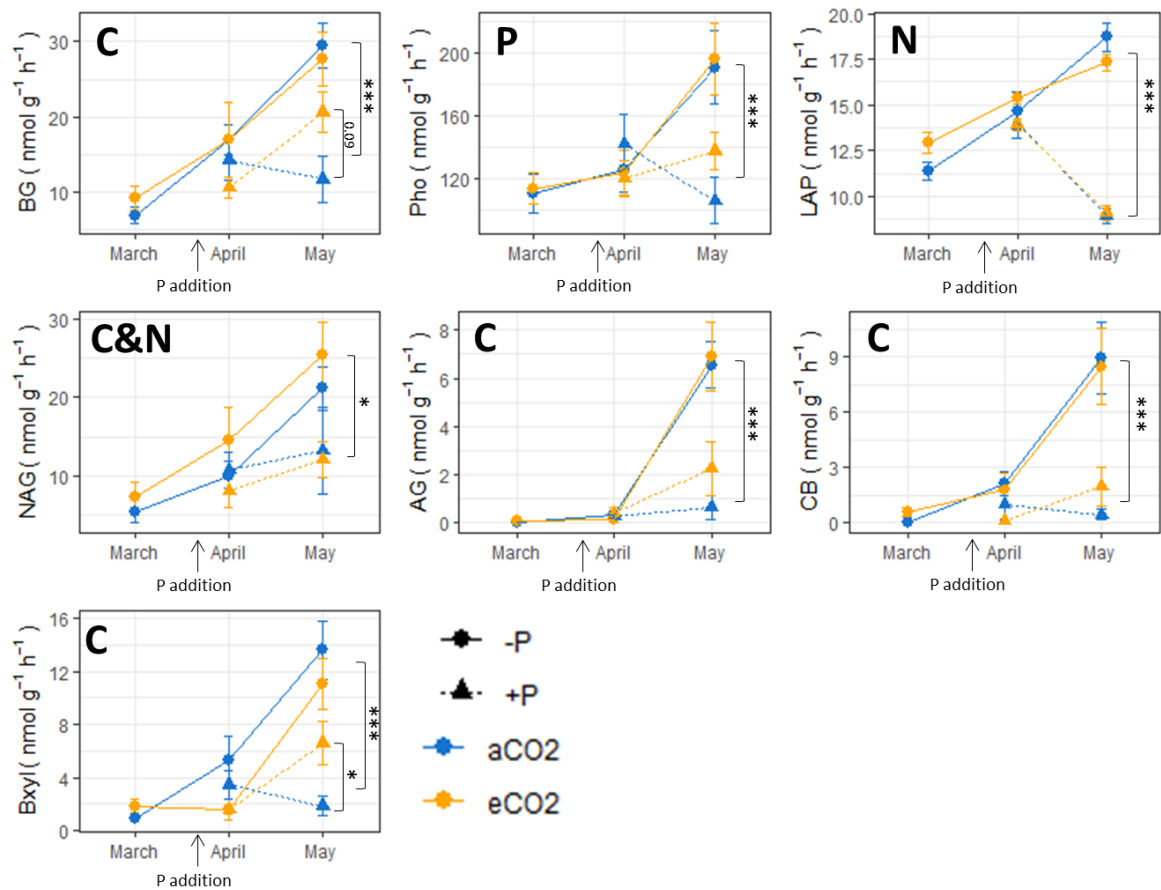 C
BG ( nmol g⁻¹ h⁻¹ )
30
20
10
***
0.09
March
April
May
P addition
P
Pho ( nmol g⁻¹ h⁻¹ )
200
160
120
***
March
April
May
P addition
N
LAP ( nmol g⁻¹ h⁻¹ )
20.0
17.5
15.0
12.5
10.0
***
March
April
May
P addition
C&N
NAG ( nmol g⁻¹ h⁻¹ )
30
20
10
*
March
April
May
P addition
C
AG ( nmol g⁻¹ h⁻¹ )
8
6
4
2
0
***
March
April
May
P addition
C
CB ( nmol g⁻¹ h⁻¹ )
9
6
3
0
***
March
April
May
P addition
C
Bxyl ( nmol g⁻¹ h⁻¹ )
16
12
8
4
0
***
*
March
April
May
P addition
-P
+P
aCO2
eCO2